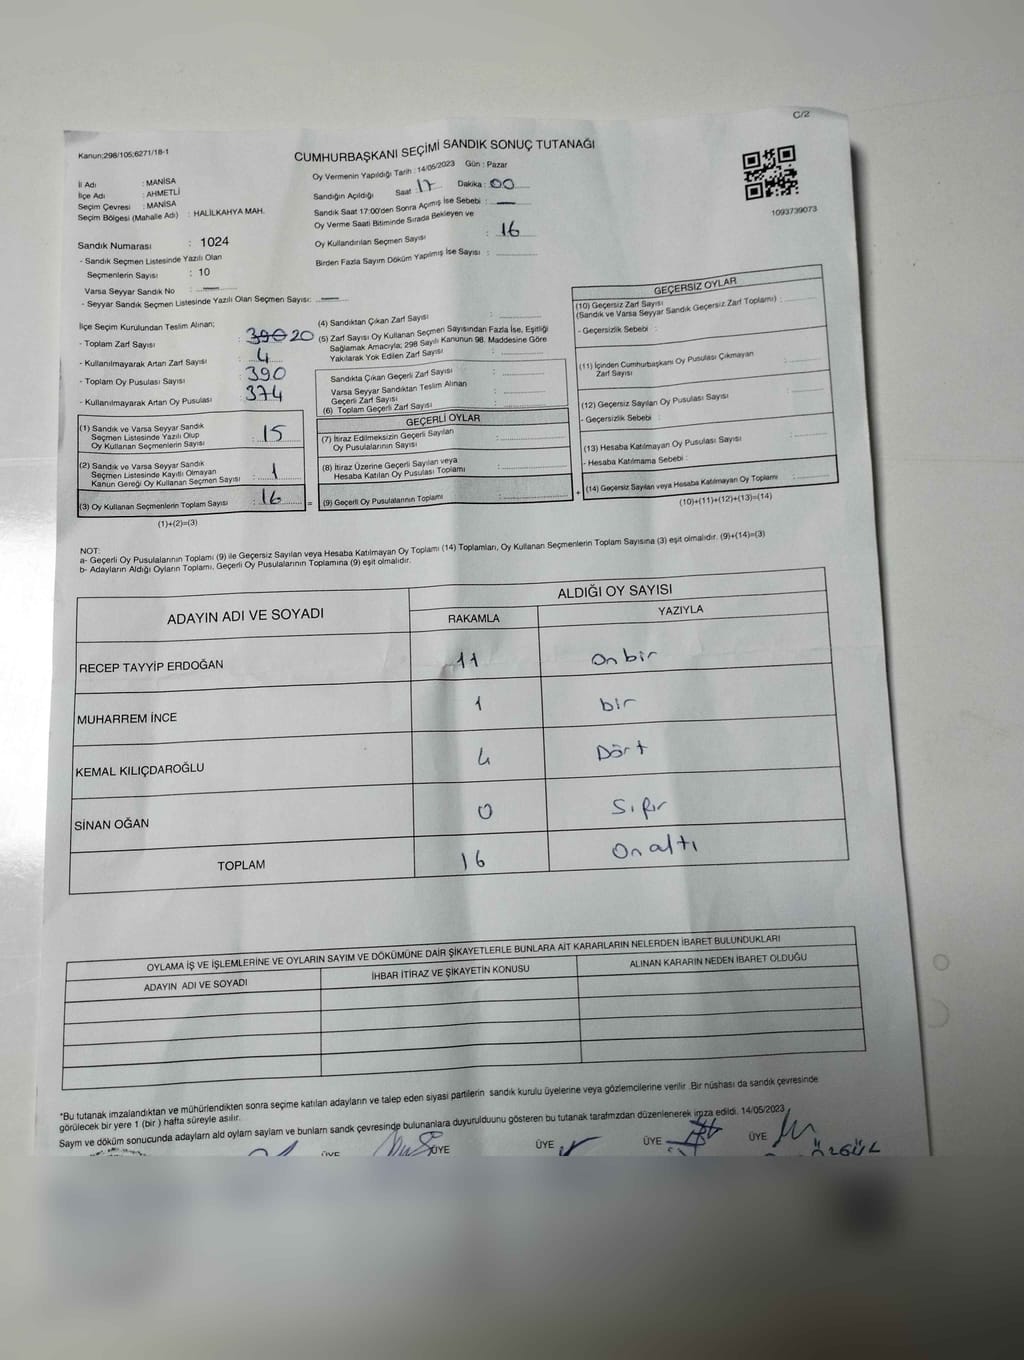 C/2
Kanun;298/105;6271/18-1
CUMHURBAŞKANI SEÇİMİ SANDIK SONUÇ TUTANAĞI
Oy Vermenin Yapıldığı Tarih : 14/05/2023 Gün : Pazar
İl Adı : MANİSA
İlçe Adı : AHMETLİ
Seçim Çevresi : MANİSA
Seçim Bölgesi (Mahalle Adı) : HALİLKAHYA MAH.
Sandığın Açıldığı Saat 17 Dakika : 00
Sandık Saat 17:00'den Sonra Açımış İse Sebebi :
Oy Verme Saati Bitiminde Sırada Bekleyen ve
Oy Kullandırılan Seçmen Sayısı : 16
Birden Fazla Sayım Döküm Yapılmış İse Sayısı :
1093739073
Sandık Numarası : 1024
- Sandık Seçmen Listesinde Yazılı Olan
Seçmenlerin Sayısı : 10
Varsa Seyyar Sandık No :
- Seyyar Sandık Seçmen Listesinde Yazılı Olan Seçmen Sayısı:
İlçe Seçim Kurulundan Teslim Alınan;
- Toplam Zarf Sayısı : 390 20
- Kullanılmayarak Artan Zarf Sayısı : 4
- Toplam Oy Pusulası Sayısı : 390
- Kullanılmayarak Artan Oy Pusulası : 374
(1) Sandık ve Varsa Seyyar Sandık
Seçmen Listesinde Yazılı Olup
Oy Kullanan Seçmenlerin Sayısı : 15
(2) Sandık ve Varsa Seyyar Sandık
Seçmen Listesinde Kayıtlı Olmayan
Kanun Gereği Oy Kullanan Seçmen Sayısı : 1
(3) Oy Kullanan Seçmenlerin Toplam Sayısı : 16
(1)+(2)=(3)
(4) Sandıktan Çıkan Zarf Sayısı :
(5) Zarf Sayısı Oy Kullanan Seçmen Sayısından Fazla İse, Eşitliği
Sağlamak Amacıyla; 298 Sayılı Kanunun 98. Maddesine Göre
Yakılarak Yok Edilen Zarf Sayısı :
Sandıkta Çıkan Geçerli Zarf Sayısı :
Varsa Seyyar Sandıktan Teslim Alınan
Geçerli Zarf Sayısı :
(6) Toplam Geçerli Zarf Sayısı :
GEÇERLİ OYLAR
(7) İtiraz Edilmeksizin Geçerli Sayılan
Oy Pusulalarının Sayısı :
(8) İtiraz Üzerine Geçerli Sayılan veya
Hesaba Katılan Oy Pusulası Toplamı :
= (9) Geçerli Oy Pusulalarının Toplamı :
+
GEÇERSİZ OYLAR
(10) Geçersiz Zarf Sayısı
(Sandık ve Varsa Seyyar Sandık Geçersiz Zarf Toplamı) :
- Geçersizlik Sebebi :
(11) İçinden Cumhurbaşkanı Oy Pusulası Çıkmayan
Zarf Sayısı :
(12) Geçersiz Sayılan Oy Pusulası Sayısı :
- Geçersizlik Sebebi :
(13) Hesaba Katılmayan Oy Pusulası Sayısı :
- Hesaba Katılmama Sebebi :
(14) Geçersiz Sayılan veya Hesaba Katılmayan Oy Toplamı :
(10)+(11)+(12)+(13)=(14)
NOT:
a- Geçerli Oy Pusulalarının Toplamı (9) ile Geçersiz Sayılan veya Hesaba Katılmayan Oy Toplamı (14) Toplamları, Oy Kullanan Seçmenlerin Toplam Sayısına (3) eşit olmalıdır. (9)+(14)=(3)
b- Adayların Aldığı Oyların Toplamı, Geçerli Oy Pusulalarının Toplamına (9) eşit olmalıdır.
ADAYIN ADI VE SOYADI
ALDIĞI OY SAYISI
RAKAMLA YAZIYLA
RECEP TAYYİP ERDOĞAN 11 On bir
MUHARREM İNCE 1 bir
KEMAL KILIÇDAROĞLU 4 Dört
SİNAN OĞAN 0 Sıfır
TOPLAM 16 On altı
OYLAMA İŞ VE İŞLEMLERİNE VE OYLARIN SAYIM VE DÖKÜMÜNE DAİR ŞİKAYETLERLE BUNLARA AİT KARARLARIN NELERDEN İBARET BULUNDUKLARI
ADAYIN ADI VE SOYADI İHBAR İTİRAZ VE ŞİKAYETİN KONUSU ALINAN KARARIN NEDEN İBARET OLDUĞU
*Bu tutanak imzalandıktan ve mühürlendikten sonra seçime katılan adayların ve talep eden siyasi partilerin sandık kurulu üyelerine veya gözlemcilerine verilir .Bir nüshası da sandık çevresinde
görülecek bir yere 1 (bir ) hafta süreyle asılır.
Sayım ve döküm sonucunda adaylarn ald oylarn saylam ve bunlarn sandk çevresinde bulunanlara duyurulduunu gösteren bu tutanak tarafmzdan düzenlenerek imza edildi. 14/05/2023
ÜYE ÜYE ÜYE ÜYE ÜYE